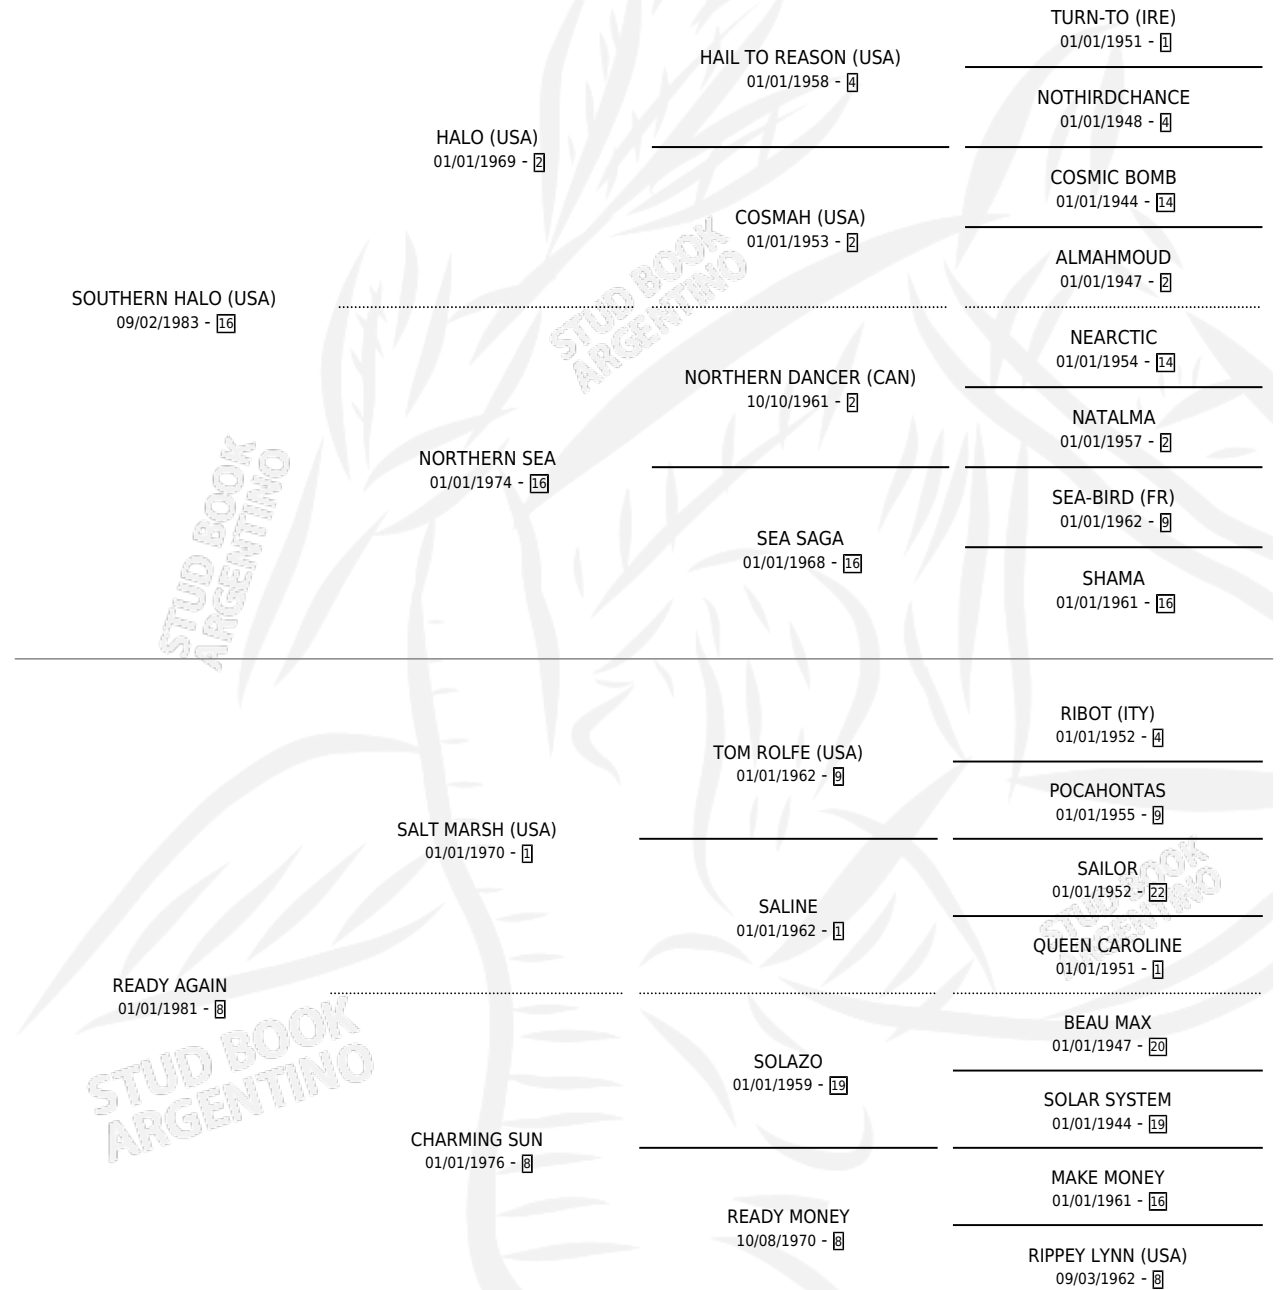 TURN-TO (IRE)
01/01/1951 - 1
HAIL TO REASON (USA)
01/01/1958 - 4
NOTHIRDCHANCE
01/01/1948 - 4
HALO (USA)
01/01/1969 - 2
COSMIC BOMB
01/01/1944 - 14
COSMAH (USA)
01/01/1953 - 2
ALMAHMOUD
01/01/1947 - 2
SOUTHERN HALO (USA)
09/02/1983 - 16
STUD BOOK
ARGENTINO
NEARCTIC
01/01/1954 - 14
NORTHERN DANCER (CAN)
10/10/1961 - 2
NATALMA
01/01/1957 - 2
NORTHERN SEA
01/01/1974 - 16
SEA-BIRD (FR)
01/01/1962 - 9
SEA SAGA
01/01/1968 - 16
SHAMA
01/01/1961 - 16
STUD BOOK
ARGENTINO
RIBOT (ITY)
01/01/1952 - 4
TOM ROLFE (USA)
01/01/1962 - 9
POCAHONTAS
01/01/1955 - 9
SALT MARSH (USA)
01/01/1970 - 1
SAILOR
01/01/1952 - 22
SALINE
01/01/1962 - 1
QUEEN CAROLINE
01/01/1951 - 1
STUD BOOK
ARGENTINO
READY AGAIN
01/01/1981 - 8
BEAU MAX
01/01/1947 - 20
SOLAZO
01/01/1959 - 19
SOLAR SYSTEM
01/01/1944 - 19
STUD BOOK
ARGENTINO
CHARMING SUN
01/01/1976 - 8
MAKE MONEY
01/01/1961 - 16
READY MONEY
10/08/1970 - 8
RIPPEY LYNN (USA)
09/03/1962 - 8